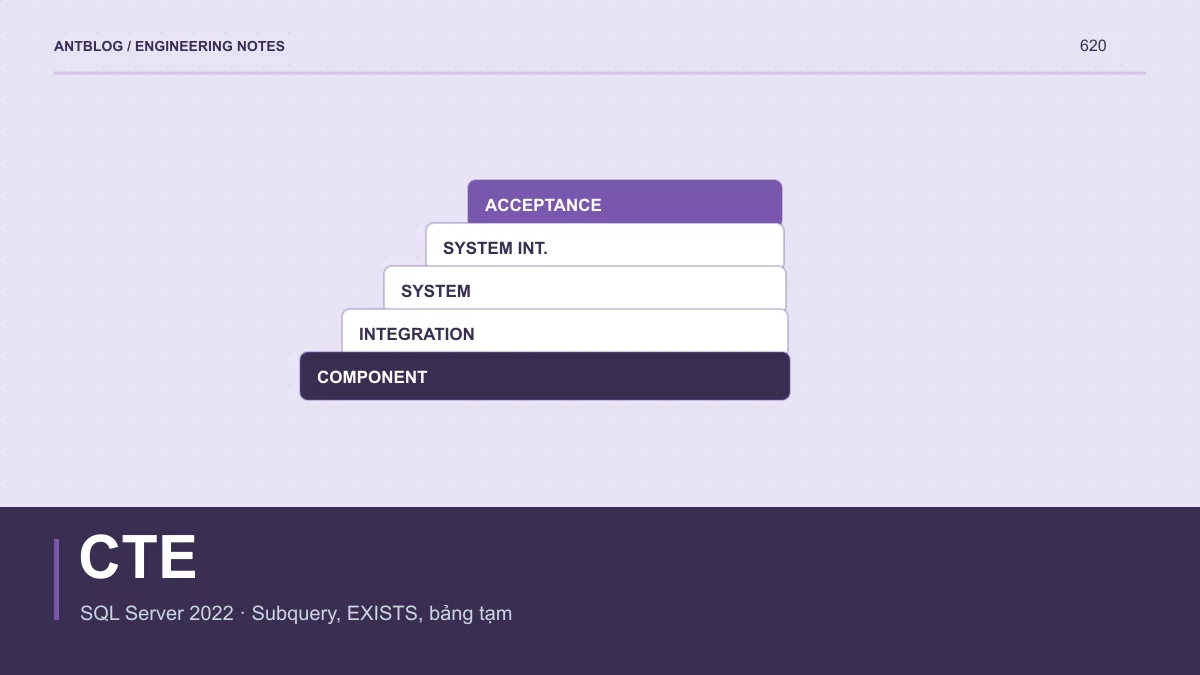 ANTBLOG / ENGINEERING NOTES
620
ACCEPTANCE
SYSTEM INT.
SYSTEM
INTEGRATION
COMPONENT
CTE
SQL Server 2022 · Subquery, EXISTS, bảng tạm